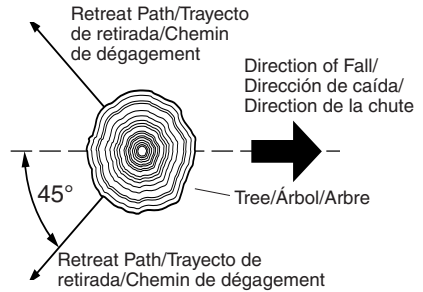 Retreat Path/Trayecto
de retirada/Chemin
de dégagement
Direction of Fall/
Dirección de caída/
Direction de la chute
45°
Tree/Árbol/Arbre
Retreat Path/Trayecto de
retirada/Chemin de dégagement